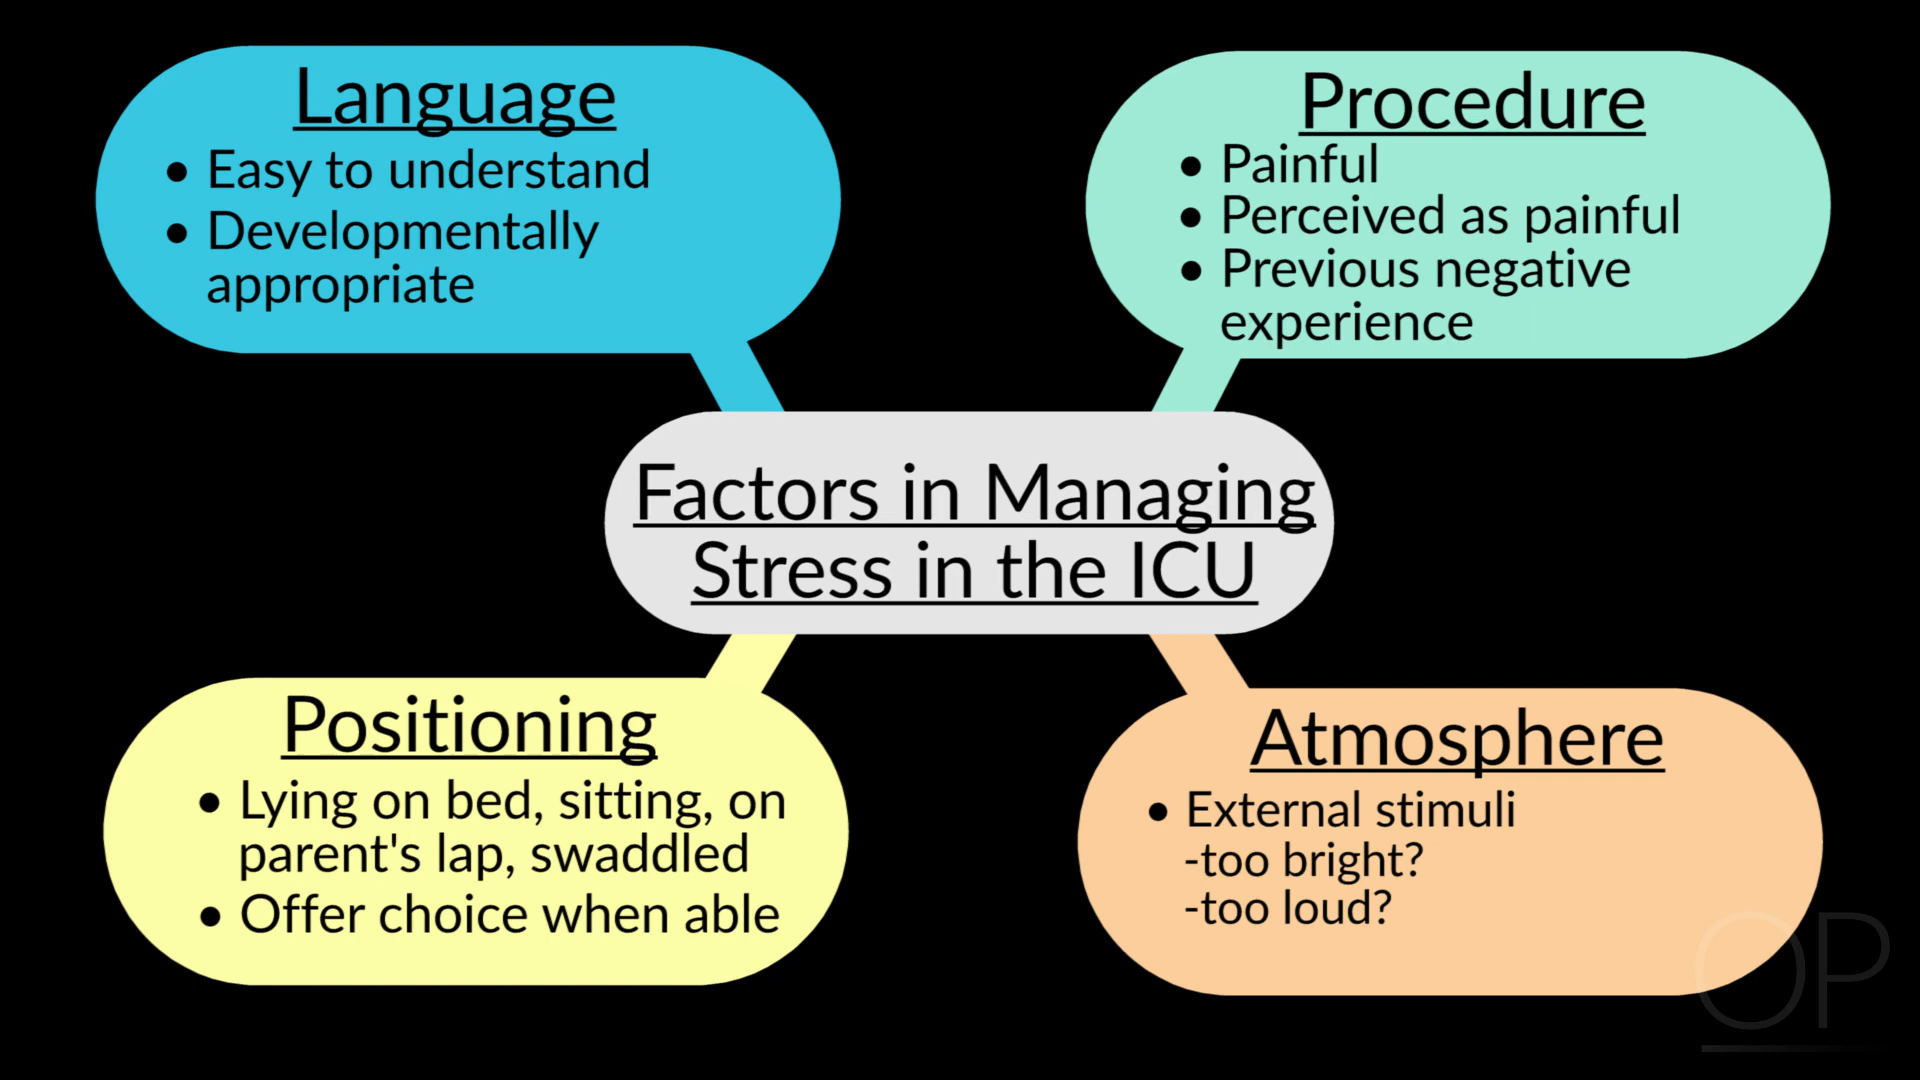 Language
• Easy to understand
• Developmentally
appropriate
Procedure
• Painful
• Perceived as painful
• Previous negative
experience
Factors in Managing
Stress in the ICU
Positioning
• Lying on bed, sitting, on
parent's lap, swaddled
• Offer choice when able
Atmosphere
• External stimuli
-too bright?
-too loud?
OP